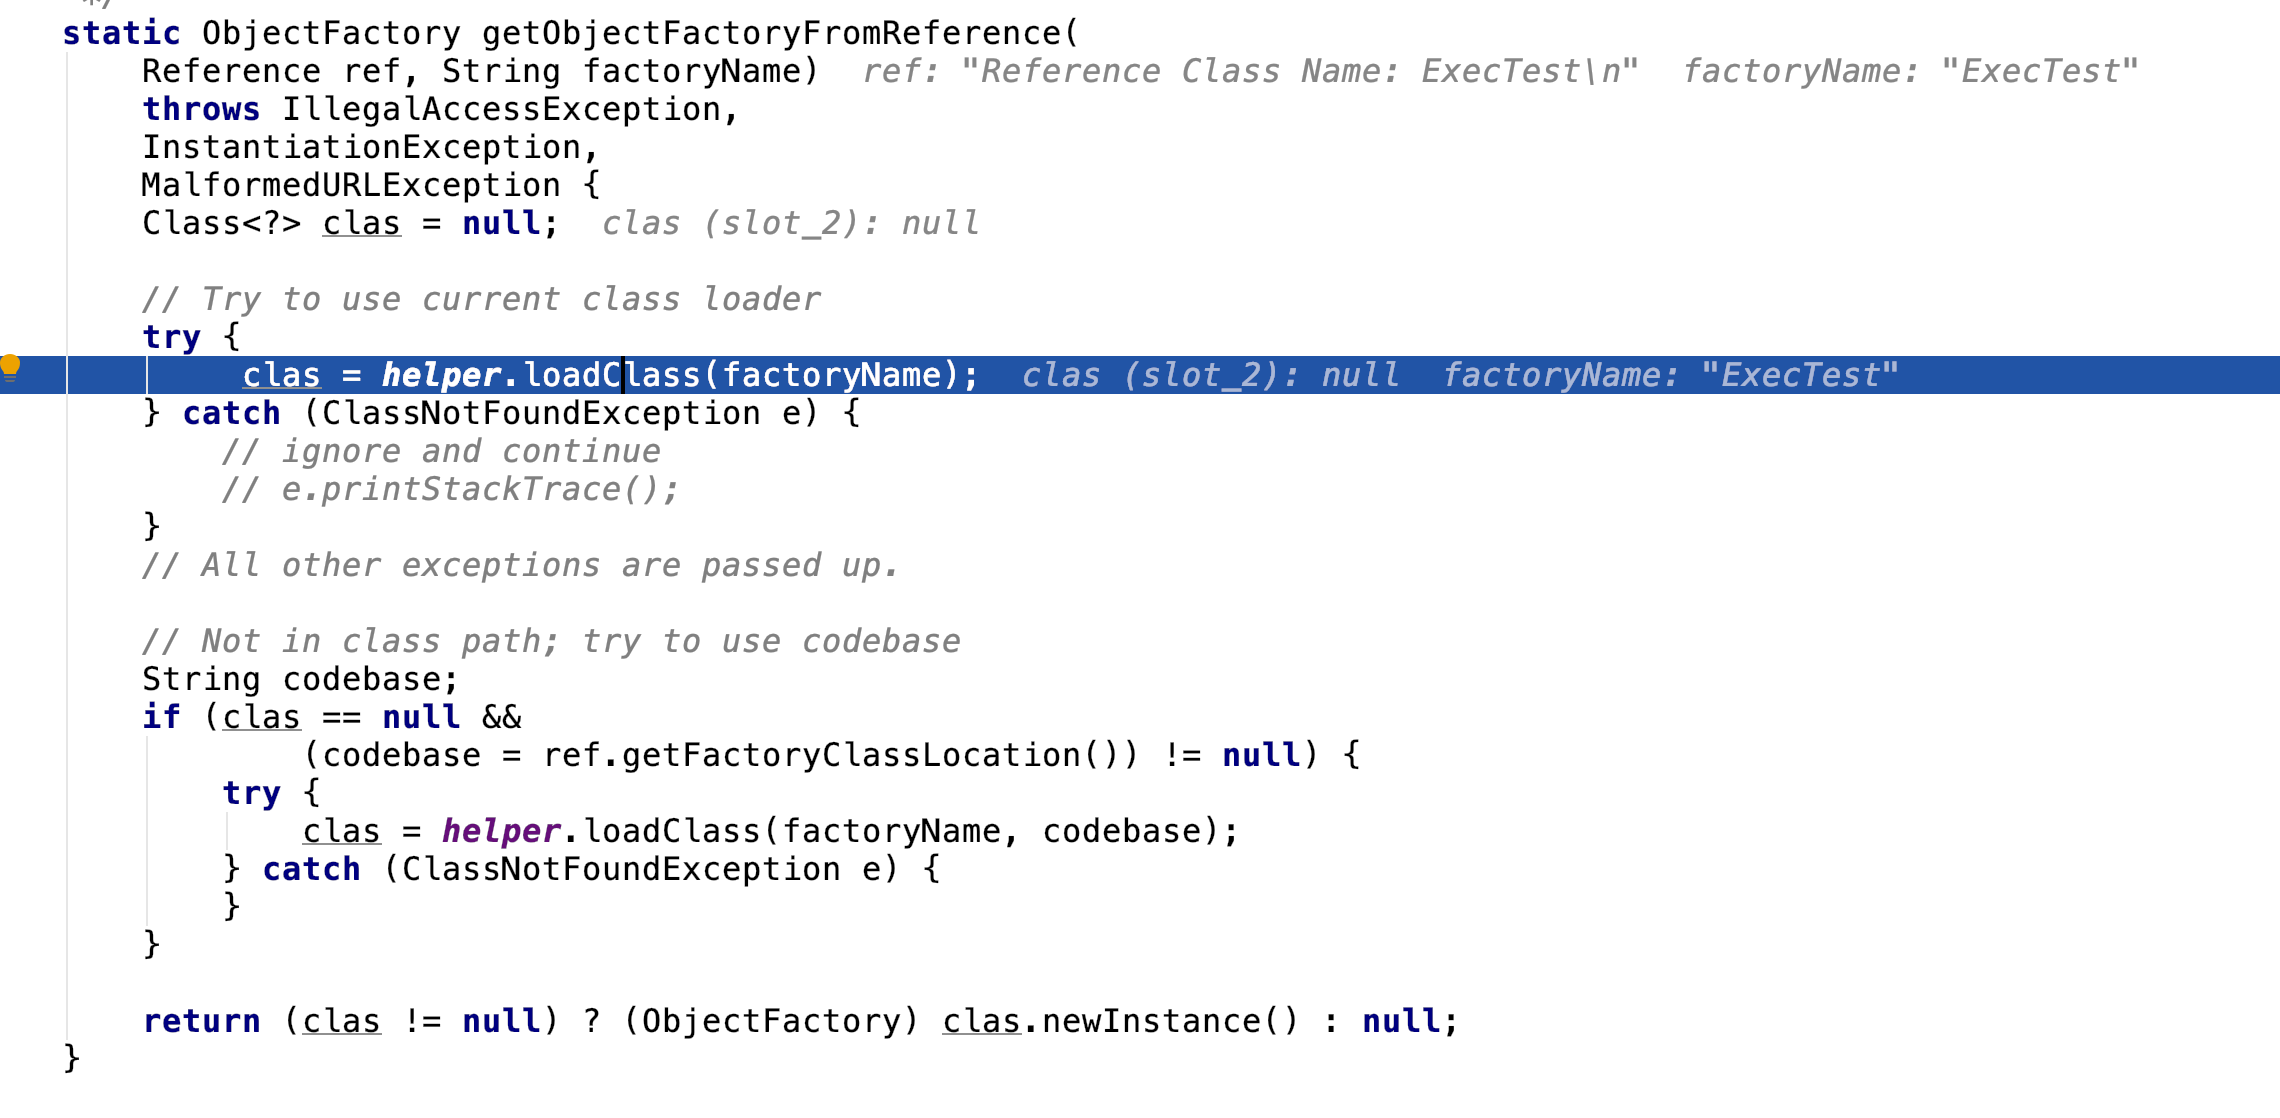 */
static ObjectFactory getObjectFactoryFromReference(
Reference ref, String factoryName)  ref: "Reference Class Name: ExecTest\n"  factoryName: "ExecTest"
throws IllegalAccessException,
InstantiationException,
MalformedURLException {
Class<?> clas = null;  clas (slot_2): null
// Try to use current class loader
try {
clas = helper.loadClass(factoryName);  clas (slot_2): null  factoryName: "ExecTest"
} catch (ClassNotFoundException e) {
// ignore and continue
// e.printStackTrace();
}
// All other exceptions are passed up.
// Not in class path; try to use codebase
String codebase;
if (clas == null &&
(codebase = ref.getFactoryClassLocation()) != null) {
try {
clas = helper.loadClass(factoryName, codebase);
} catch (ClassNotFoundException e) {
}
}
return (clas != null) ? (ObjectFactory) clas.newInstance() : null;
}